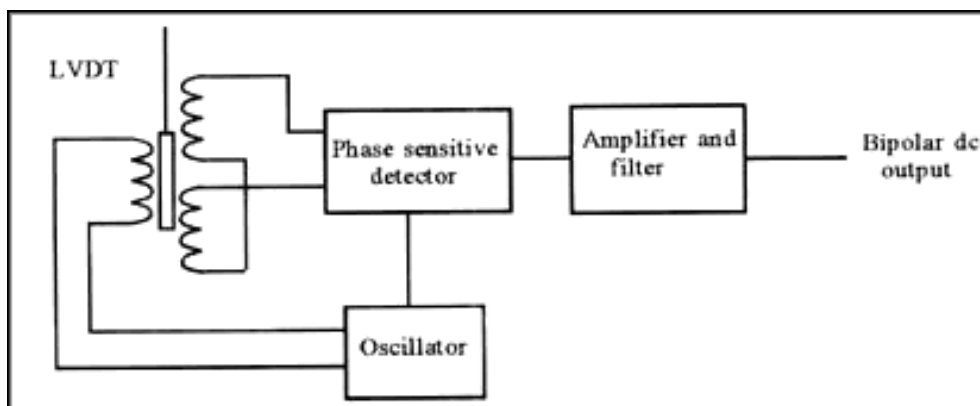 LVDT
Phase sensitive
detector
Amplifier and
filter
Bipolar dc
output
Oscillator